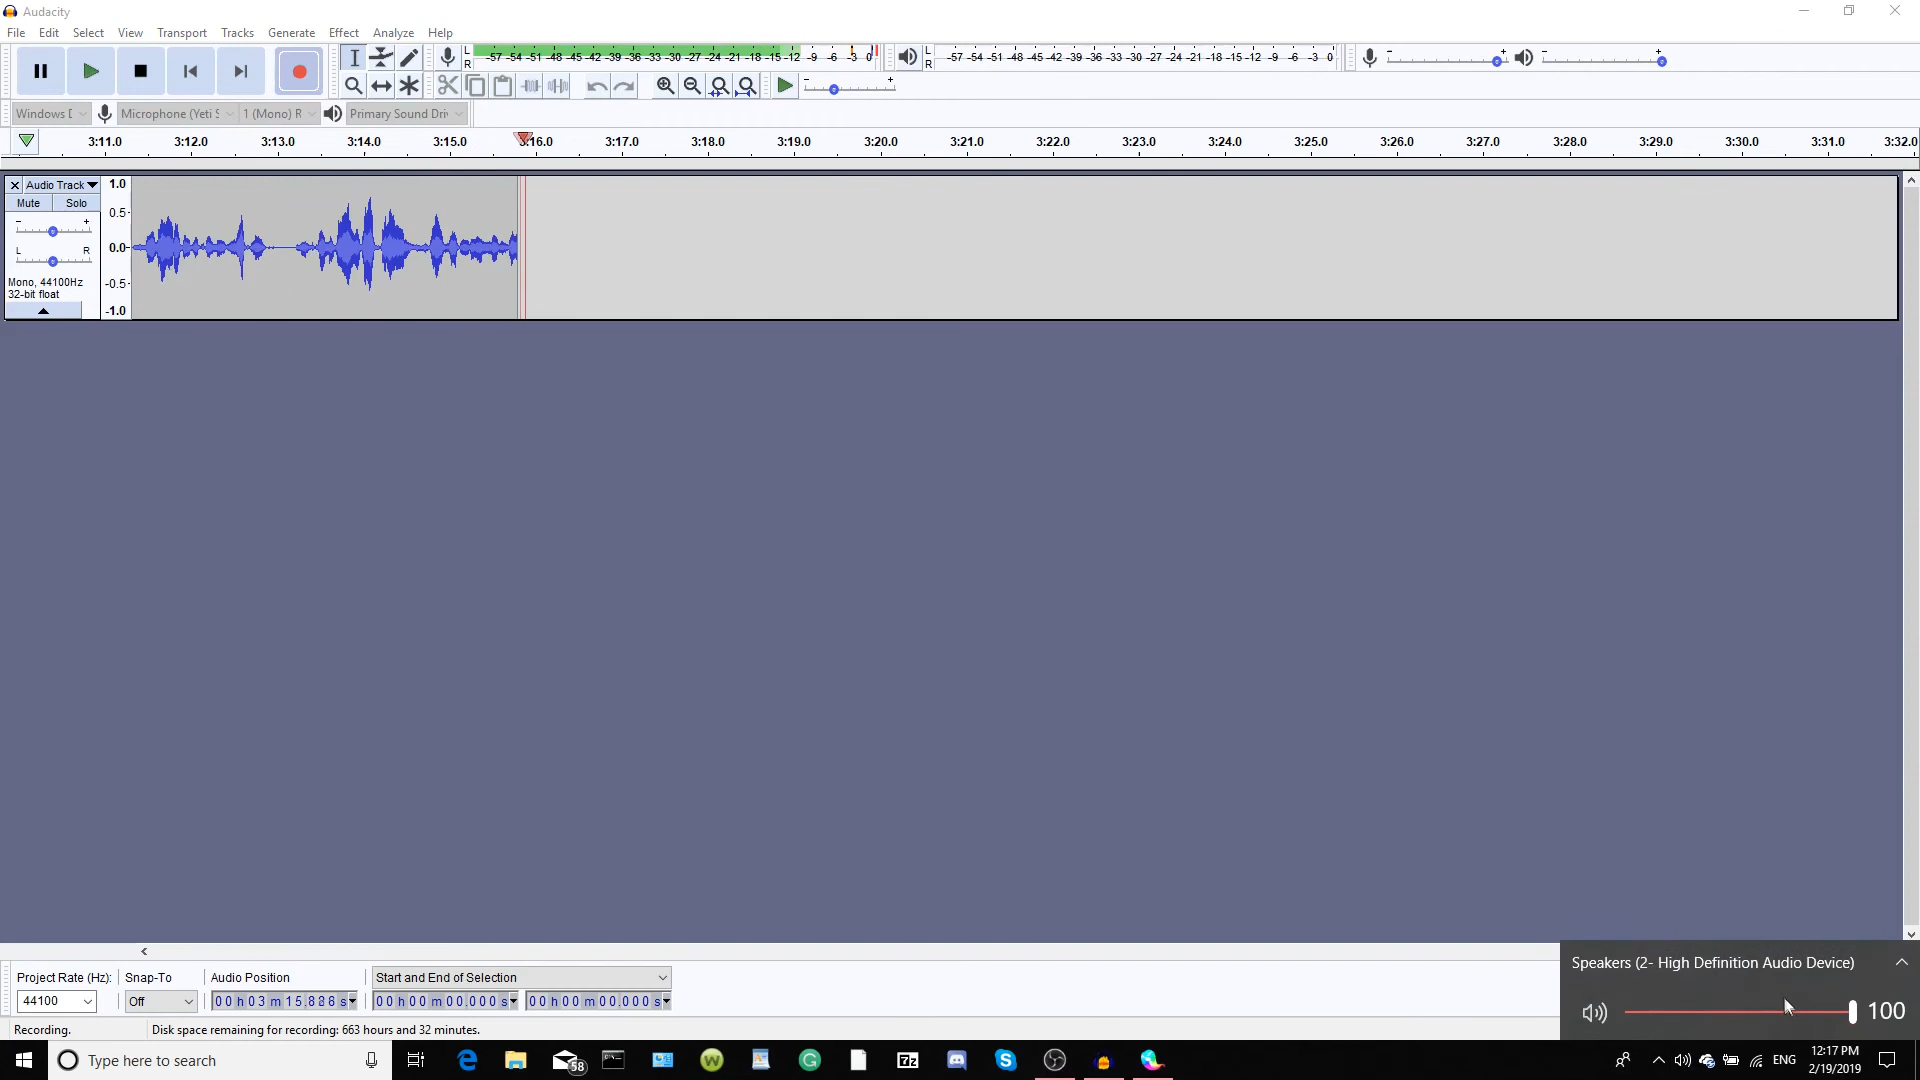 Audacity
File Edit Select View Transport Tracks Generate Effect Analyze Help
L
R
-57 -54 -51 -48 -45 -42 -39 -36 -33 -30 -27 -24 -21 -18 -15 -12 -9 -6 -3 0
L
R
-57 -54 -51 -48 -45 -42 -39 -36 -33 -30 -27 -24 -21 -18 -15 -12 -9 -6 -3 0
Microphone (Yeti S 1 (Mono) R Primary Sound Dri
3:11.0 3:12.0 3:13.0 3:14.0 3:15.0 3:16.0 3:17.0 3:18.0 3:19.0 3:20.0 3:21.0 3:22.0 3:23.0 3:24.0 3:25.0 3:26.0 3:27.0 3:28.0 3:29.0 3:30.0 3:31.0 3:32.0
Audio Track
Mute Solo
- +
L R
Mono, 44100Hz
32-bit float
1.0
0.5
0.0
-0.5
-1.0
Project Rate (Hz): Snap-To Audio Position Start and End of Selection
44100 Off 00 h 03 m 15.828 s 00 h 00 m 00.000 s 00 h 00 m 00.000 s
Recording. Disk space remaining for recording: 663 hours and 32 minutes.
Speakers (2- High Definition Audio Device)
100
Type here to search
58
7z
ENG
12:17 PM
2/19/2019